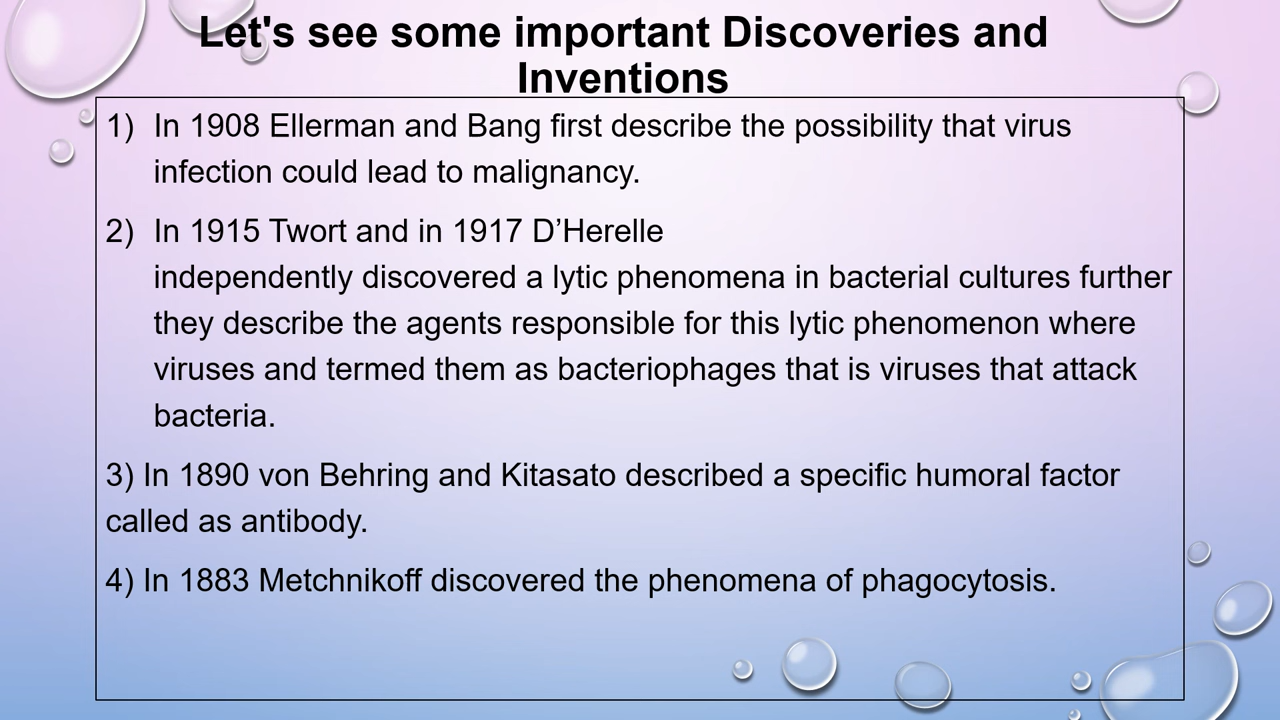 Let's see some important Discoveries and
Inventions
1) In 1908 Ellerman and Bang first describe the possibility that virus
infection could lead to malignancy.
2) In 1915 Twort and in 1917 D’Herelle
independently discovered a lytic phenomena in bacterial cultures further
they describe the agents responsible for this lytic phenomenon where
viruses and termed them as bacteriophages that is viruses that attack
bacteria.
3) In 1890 von Behring and Kitasato described a specific humoral factor
called as antibody.
4) In 1883 Metchnikoff discovered the phenomena of phagocytosis.